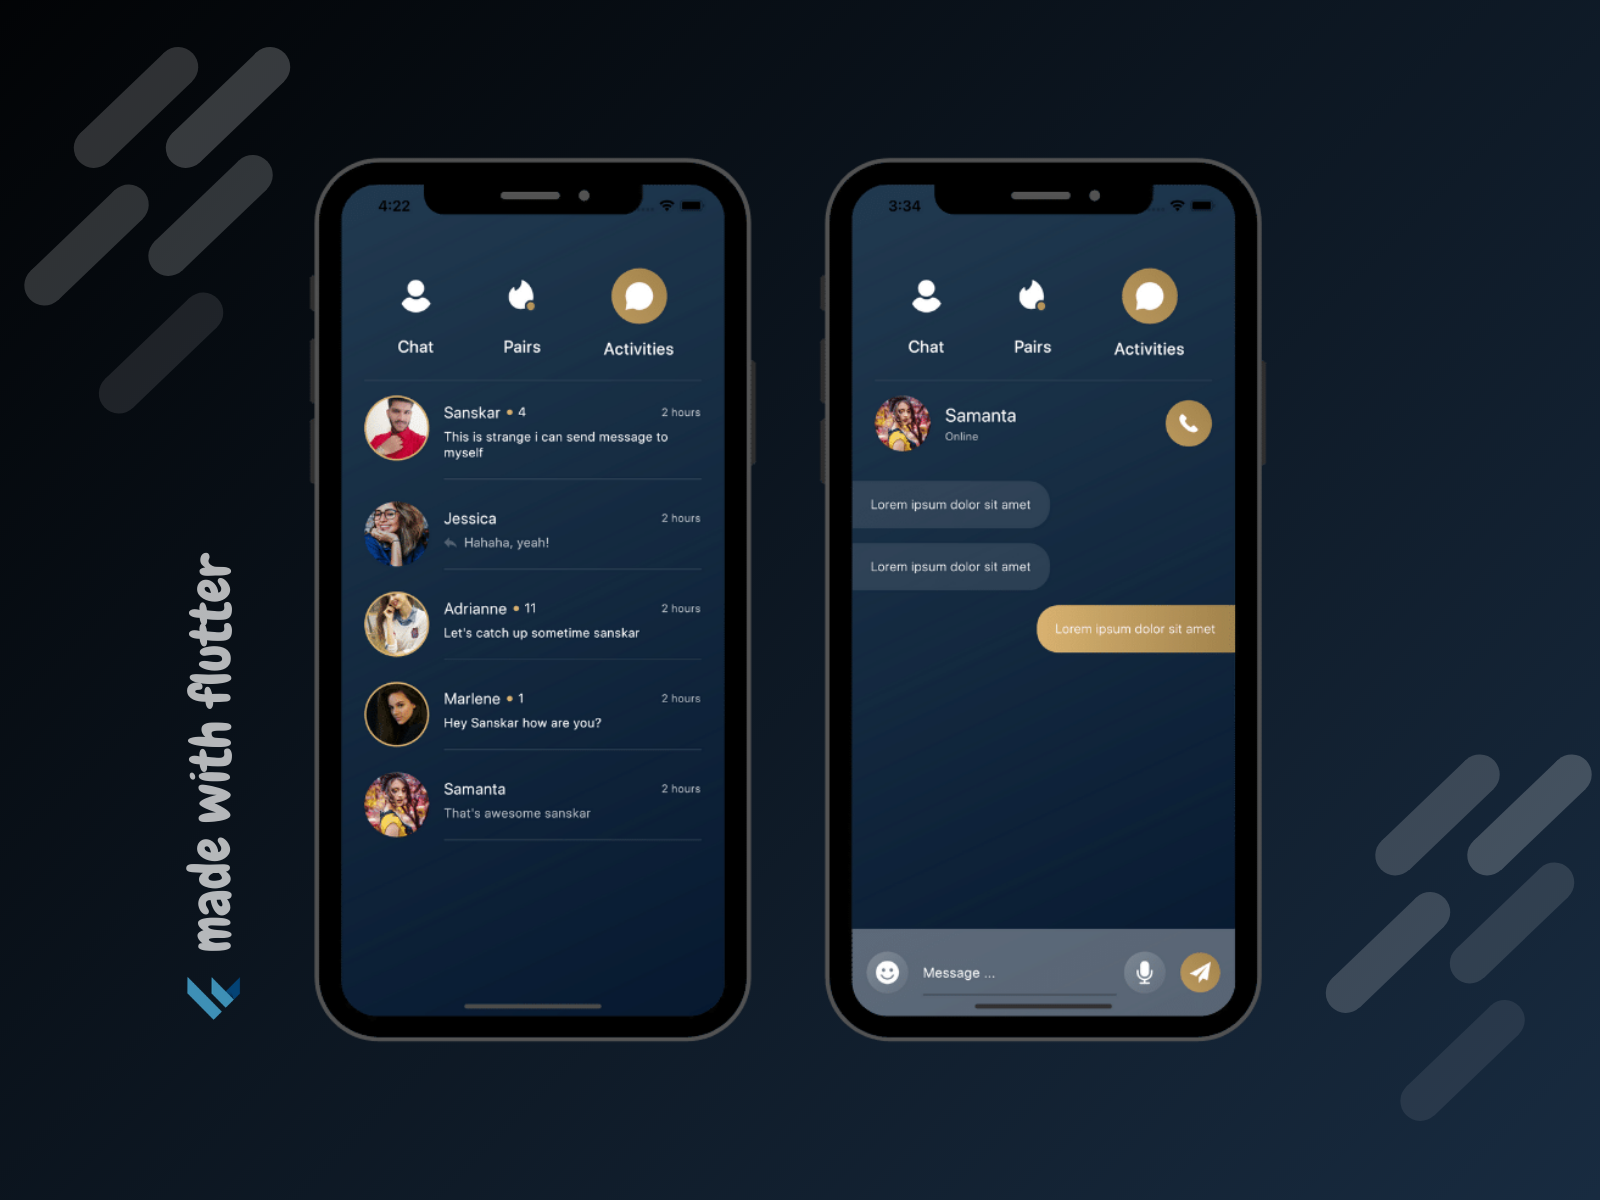 made with flutter
4:22
Chat
Pairs
Activities
Sanskar • 4
2 hours
This is strange i can send message to
myself
Jessica
2 hours
Hahaha, yeah!
Adrianne • 11
2 hours
Let's catch up sometime sanskar
Marlene • 1
2 hours
Hey Sanskar how are you?
Samanta
2 hours
That's awesome sanskar
3:34
Chat
Pairs
Activities
Samanta
Online
Lorem ipsum dolor sit amet
Lorem ipsum dolor sit amet
Lorem ipsum dolor sit amet
Message ...